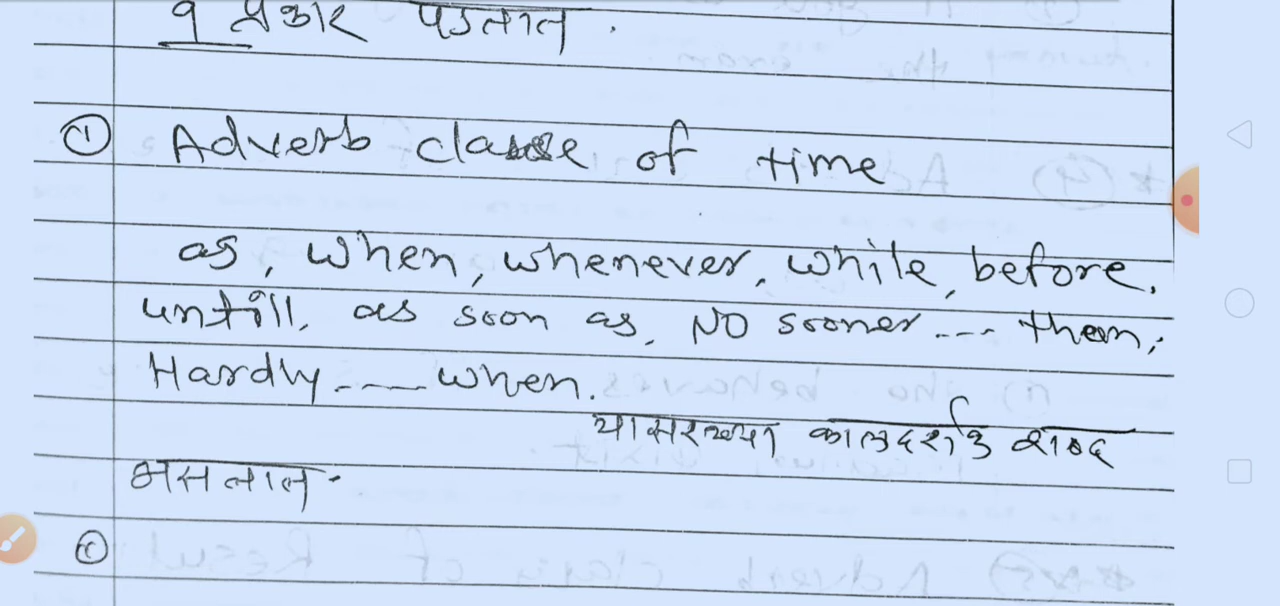 ९ प्रकार पडतात.
① Adverb clause of time
as, when, whenever, while, before,
untill, as soon as, NO sooner --- than,
Hardly --- when.
यासारख्या कालदर्शक शब्द
असतात.